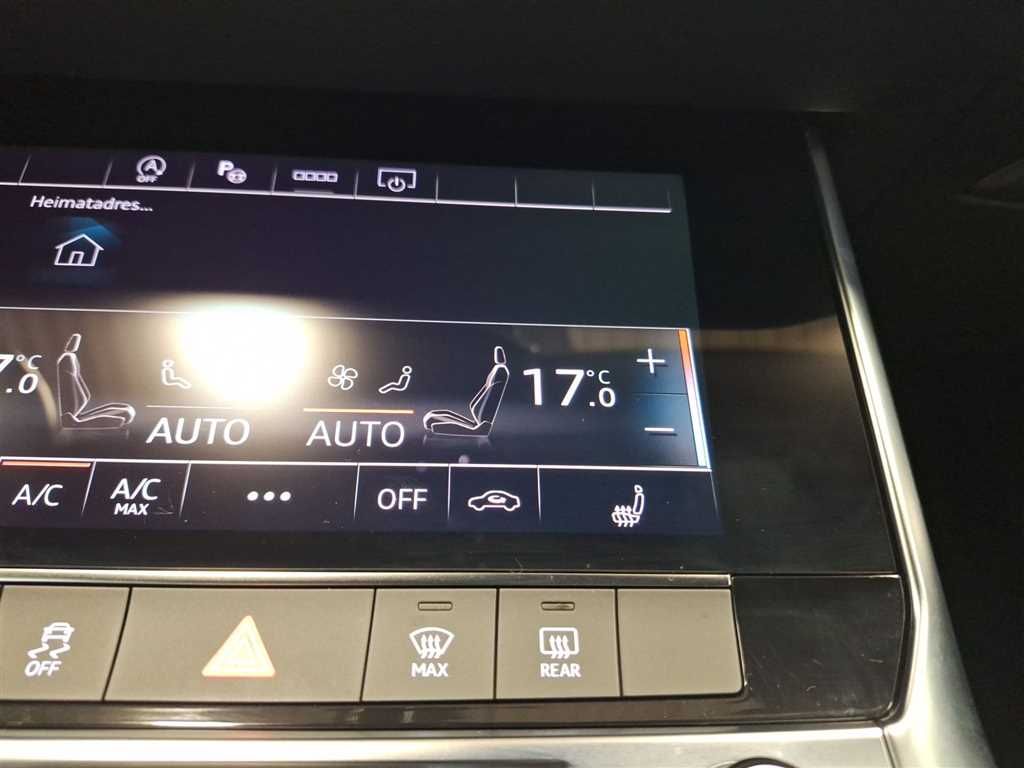 A
OFF
P
Heimatadres...
7.0 °C
17.0 °C
AUTO
AUTO
A/C
A/C
MAX
OFF
OFF
MAX
REAR